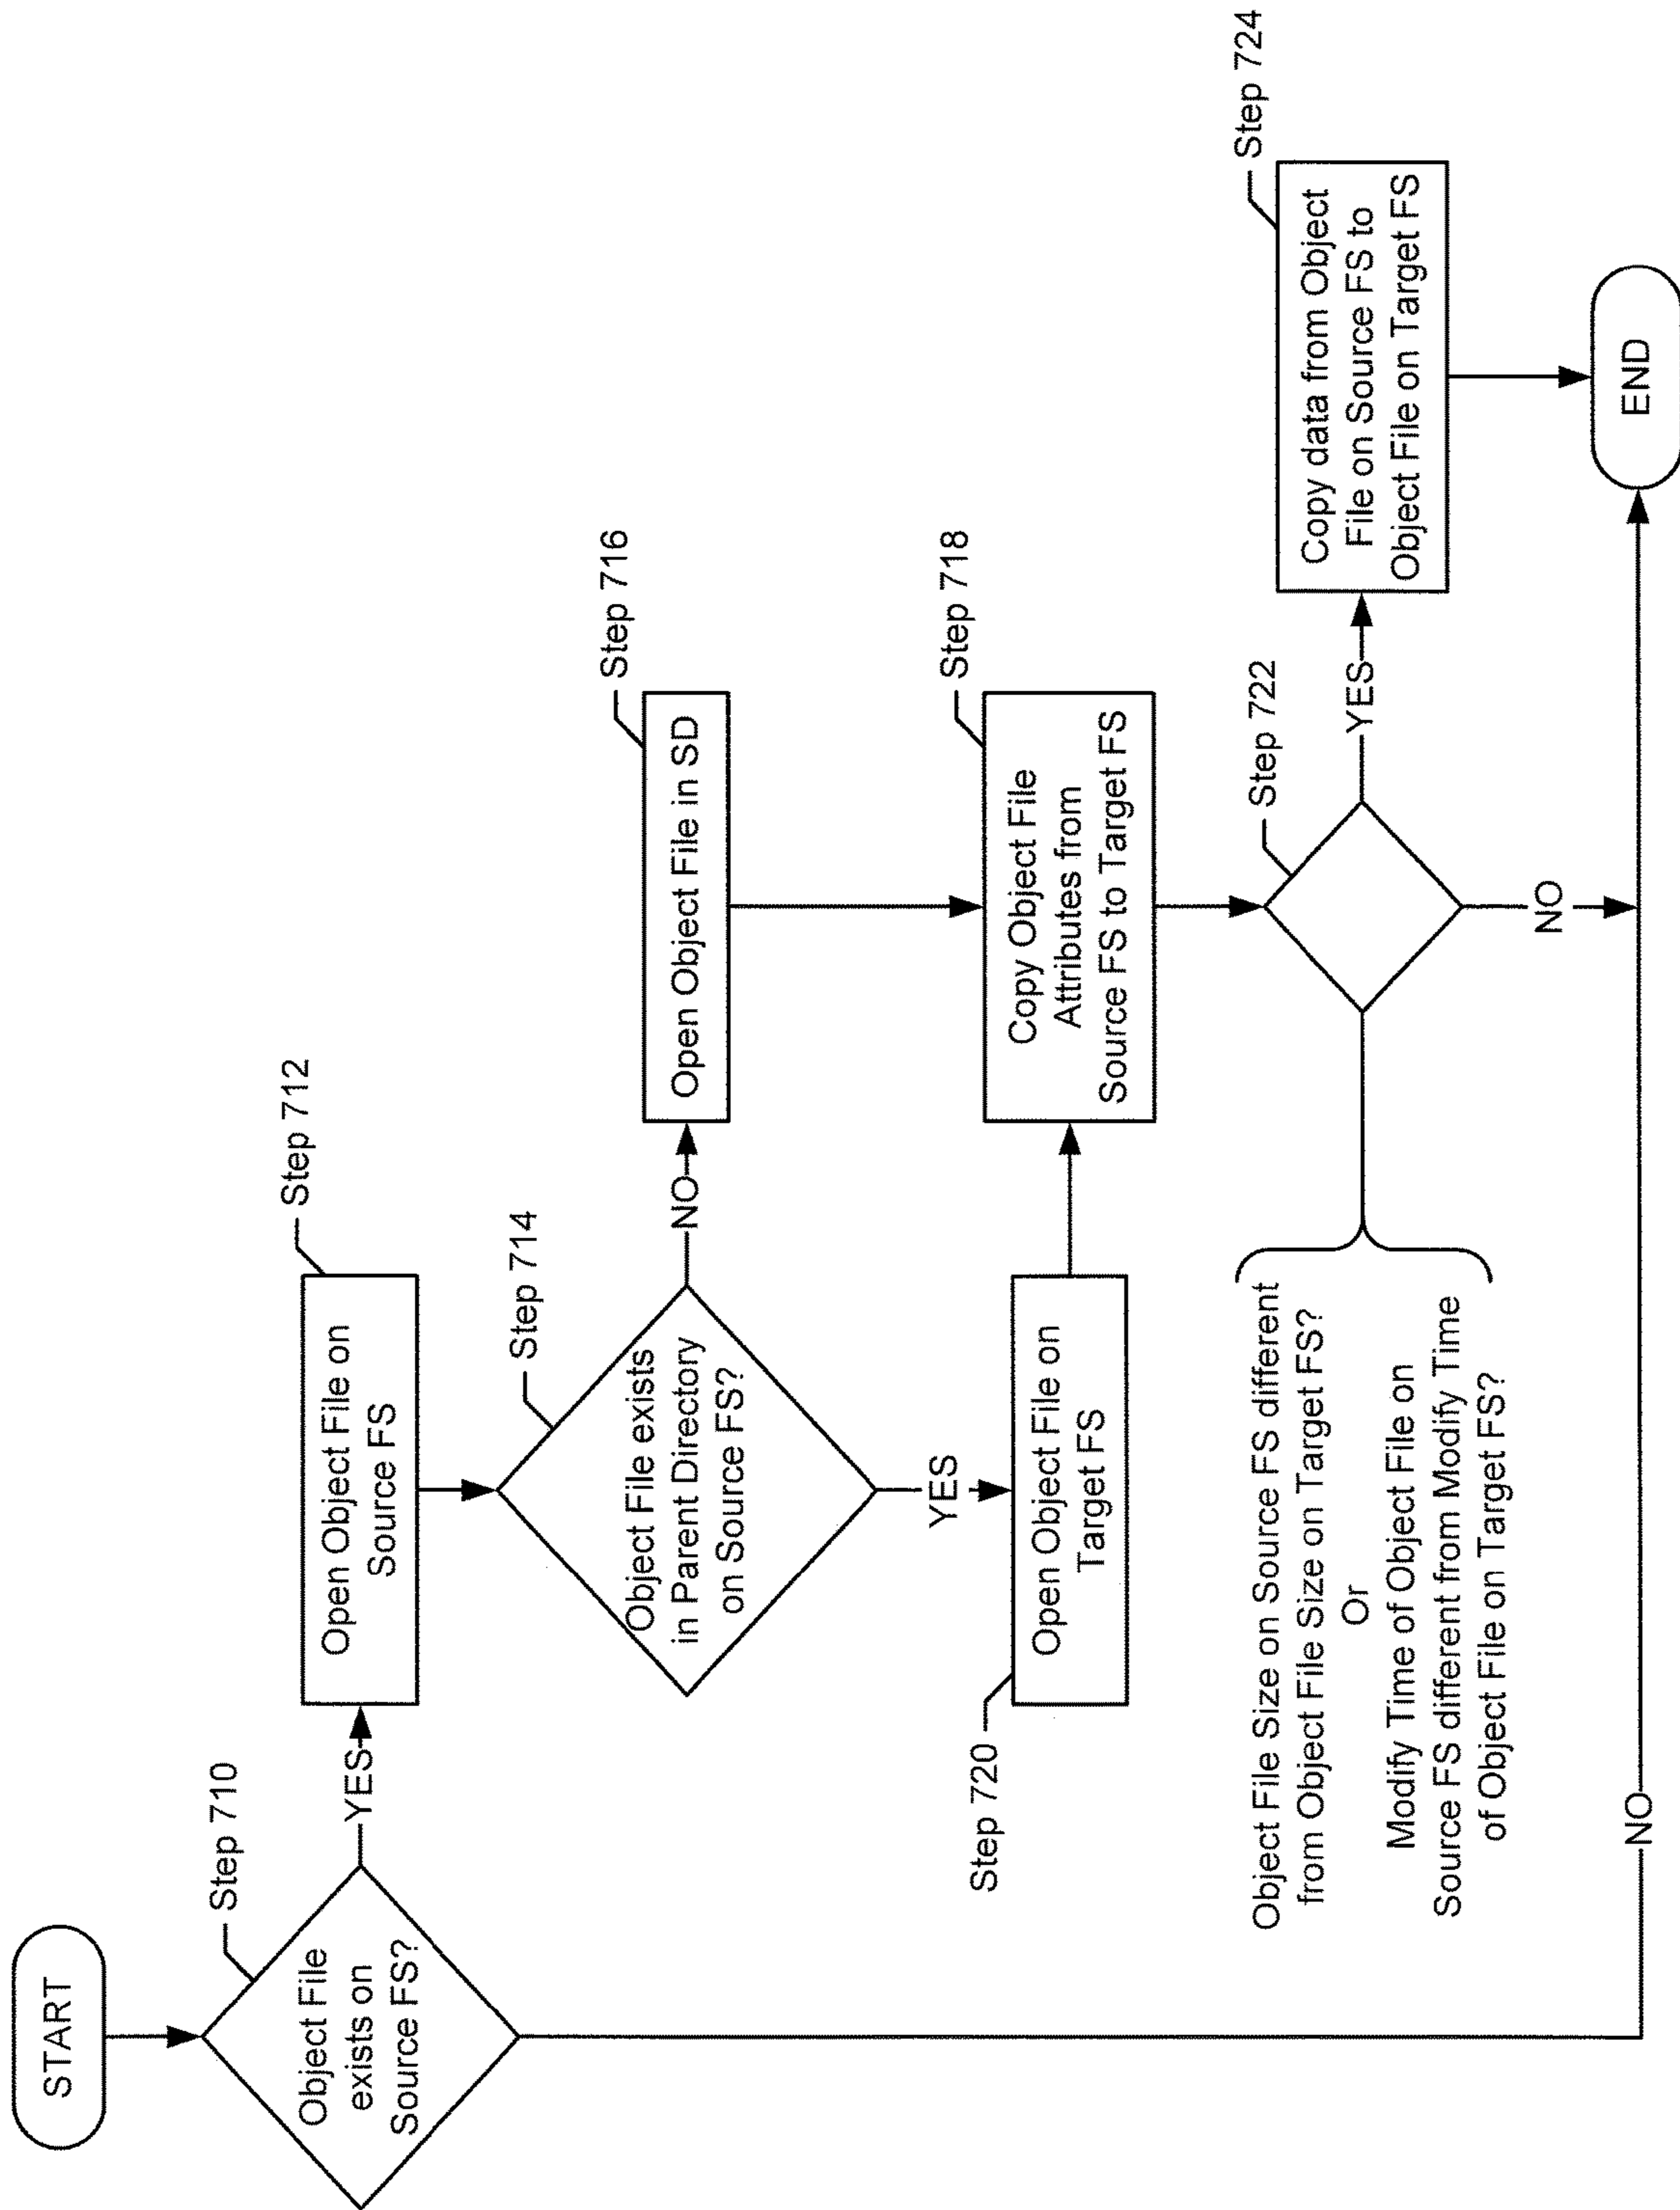 START
Step 710
Object File
exists on
Source FS?
YES
NO
Step 712
Open Object File on
Source FS
Step 714
Object File exists
in Parent Directory
on Source FS?
NO
YES
Step 716
Open Object File in SD
Step 720
Open Object File on
Target FS
Step 718
Copy Object File
Attributes from
Source FS to Target FS
Step 722
Object File Size on Source FS different
from Object File Size on Target FS?
Or
Modify Time of Object File on
Source FS different from Modify Time
of Object File on Target FS?
YES
NO
Step 724
Copy data from Object
File on Source FS to
Object File on Target FS
END